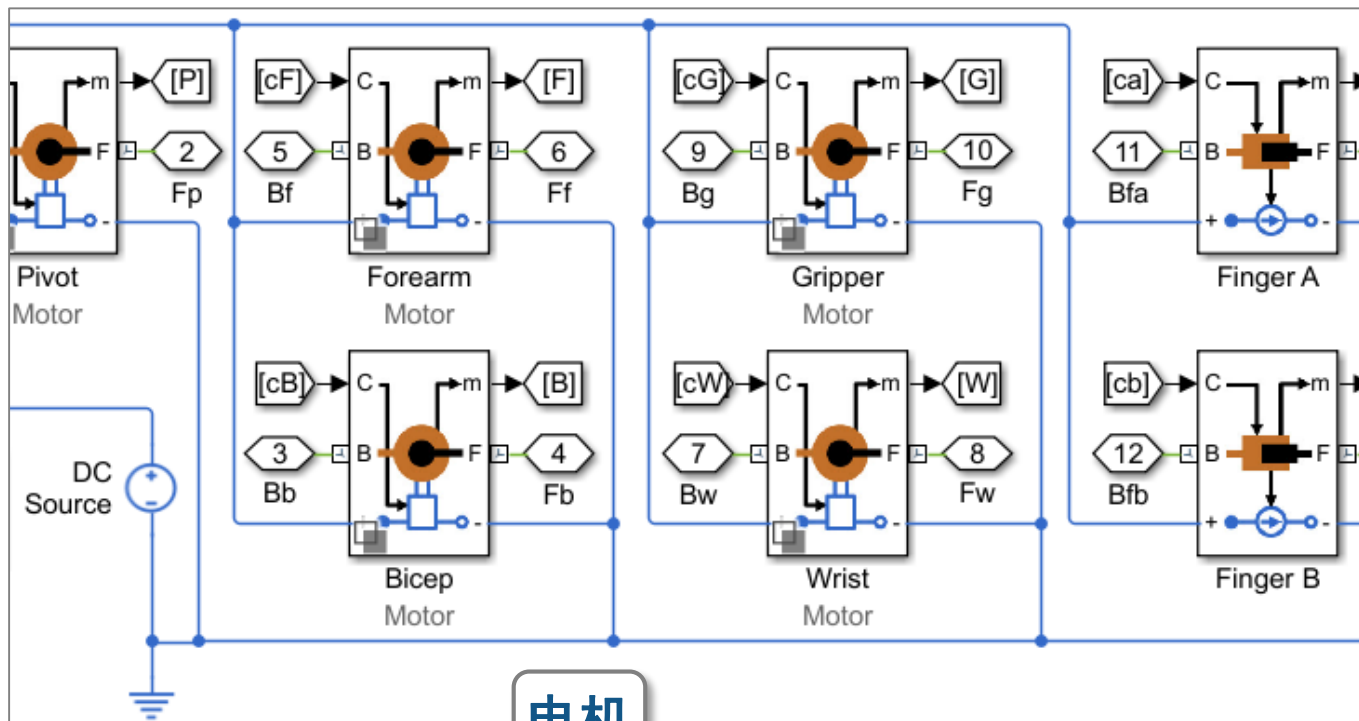 [P]
[cF]
[F]
[cG]
[G]
[ca]
m
C
m
C
m
C
m
F
2
5
B
F
6
9
B
F
10
11
B
F
Fp
Bf
Ff
Bg
Fg
Bfa
-
-
-
+
-
Pivot
Forearm
Gripper
Finger A
Motor
Motor
Motor
[cB]
[B]
[cW]
[W]
[cb]
C
m
C
m
C
m
3
B
F
4
7
B
F
8
12
B
F
Bb
Fb
Bw
Fw
Bfb
DC
Source
+
-
-
-
+
-
Bicep
Wrist
Finger B
Motor
Motor
电机